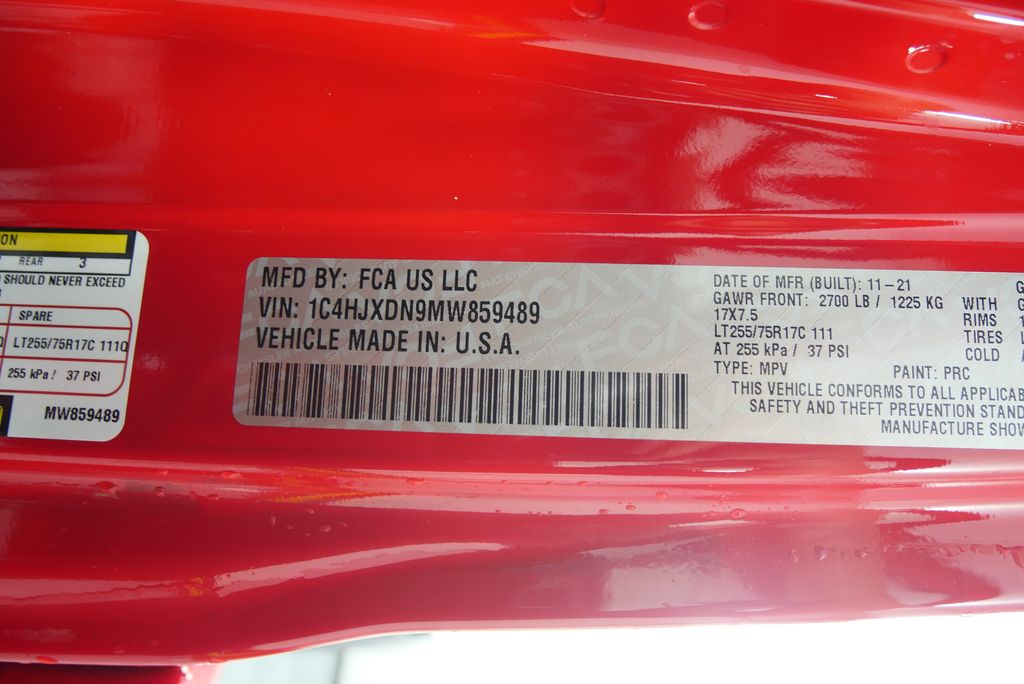 ON
REAR 3
SHOULD NEVER EXCEED
SPARE
LT255/75R17C 111Q
255 kPa / 37 PSI
MW859489
MFD BY: FCA US LLC
VIN: 1C4HJXDN9MW859489
VEHICLE MADE IN: U.S.A.
DATE OF MFR (BUILT): 11-21
GAWR FRONT: 2700 LB / 1225 KG WITH
17X7.5 RIMS
LT255/75R17C 111 TIRES
AT 255 kPa / 37 PSI COLD
TYPE: MPV PAINT: PRC
THIS VEHICLE CONFORMS TO ALL APPLICAB
SAFETY AND THEFT PREVENTION STAND
MANUFACTURE SHOW